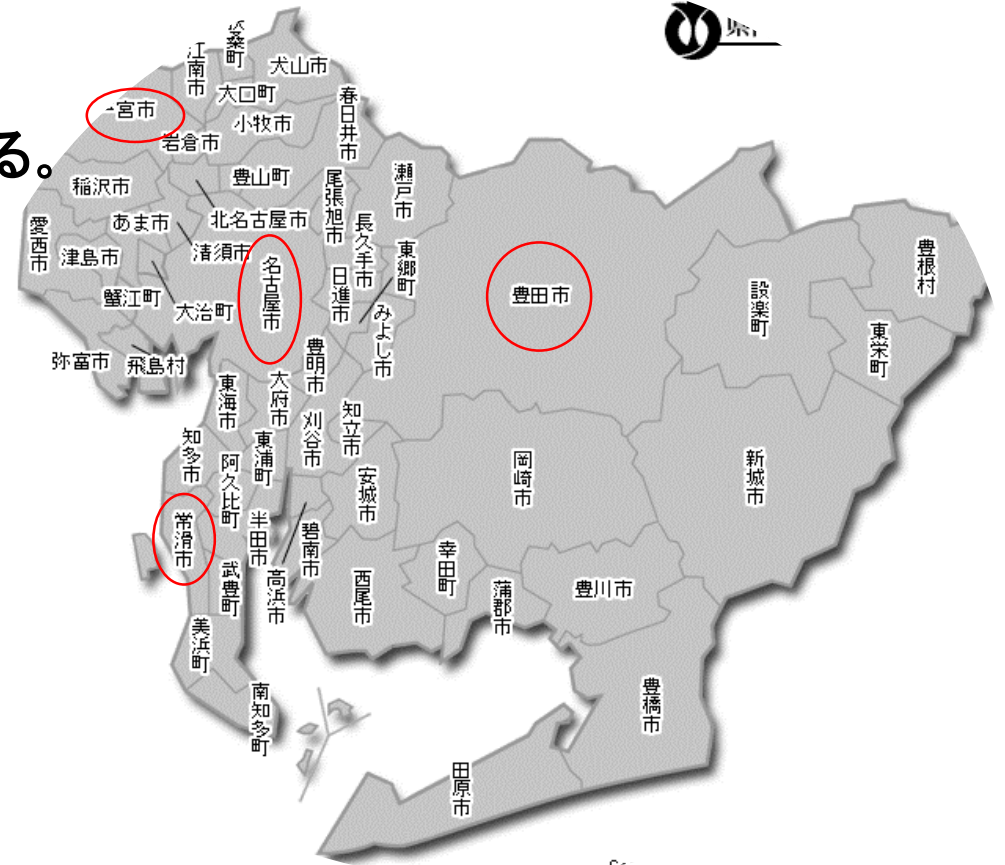 県,
る。
扶桑町
江南市
犬山市
大口町
一宮市
春日井市
小牧市
岩倉市
稲沢市
豊山町
瀬戸市
尾張旭市
あま市
北名古屋市
長久手市
愛西市
津島市
清須市
東郷町
名古屋市
日進市
蟹江町
大治町
みよし市
豊田市
設楽町
豊根村
東栄町
弥富市
飛島村
豊明市
東海市
大府市
刈谷市
知立市
知多市
東浦町
阿久比町
安城市
岡崎市
新城市
常滑市
半田市
碧南市
高浜市
武豊町
西尾市
幸田町
蒲郡市
豊川市
美浜町
南知多町
豊橋市
田原市